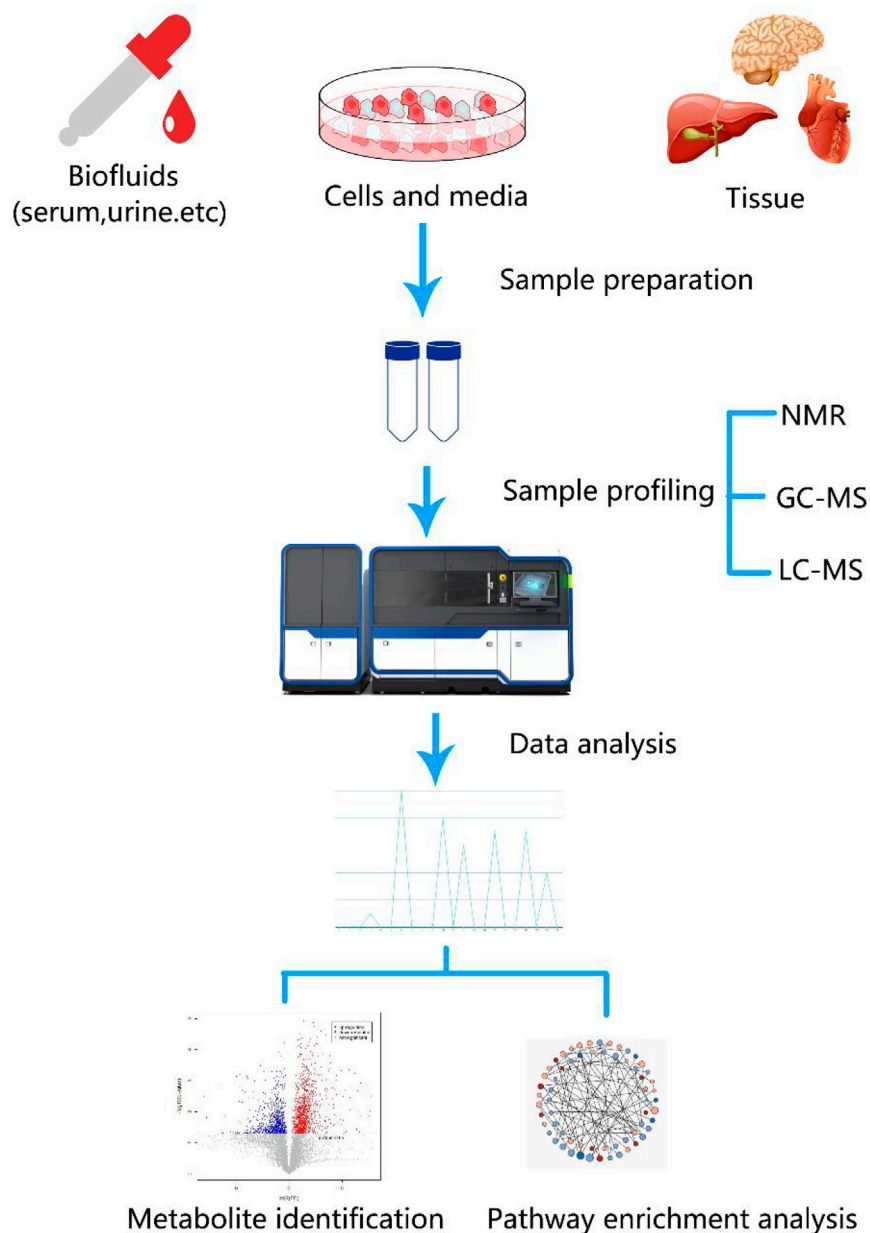 Biofluids
(serum,urine.etc)
Cells and media
Tissue
Sample preparation
Sample profiling
NMR
GC-MS
LC-MS
Data analysis
Metabolite identification
Pathway enrichment analysis